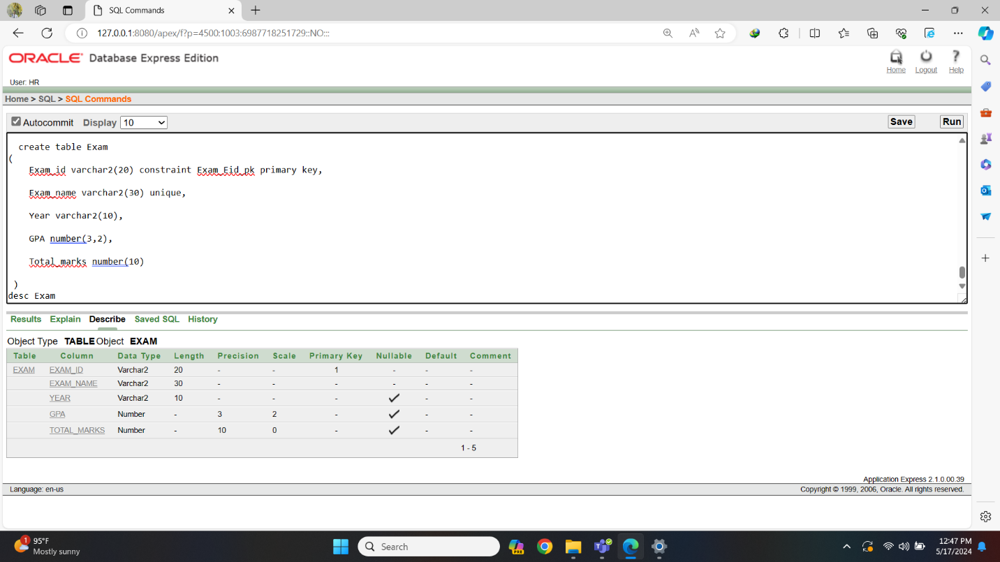 SQL Commands
127.0.0.1:8080/apex/f?p=4500:1003:6987718251729::NO:::
ORACLE Database Express Edition
Home Logout Help
User: HR
Home > SQL > SQL Commands
Autocommit Display 10 Save Run
create table Exam
(
Exam_id varchar2(20) constraint Exam_Eid_pk primary key,
Exam_name varchar2(30) unique,
Year varchar2(10),
GPA number(3,2),
Total_marks number(10)
)
desc Exam
Results Explain Describe Saved SQL History
Object Type TABLE Object EXAM
Table Column Data Type Length Precision Scale Primary Key Nullable Default Comment
EXAM EXAM_ID Varchar2 20 - - 1 - - -
EXAM_NAME Varchar2 30 - - - - - -
YEAR Varchar2 10 - - - - -
GPA Number - 3 2 - - -
TOTAL_MARKS Number - 10 0 - - -
1 - 5
Application Express 2.1.0.00.39
Language: en-us Copyright © 1999, 2006, Oracle. All rights reserved.
1 95°F
Mostly sunny
Search
PRE
12:47 PM
5/17/2024